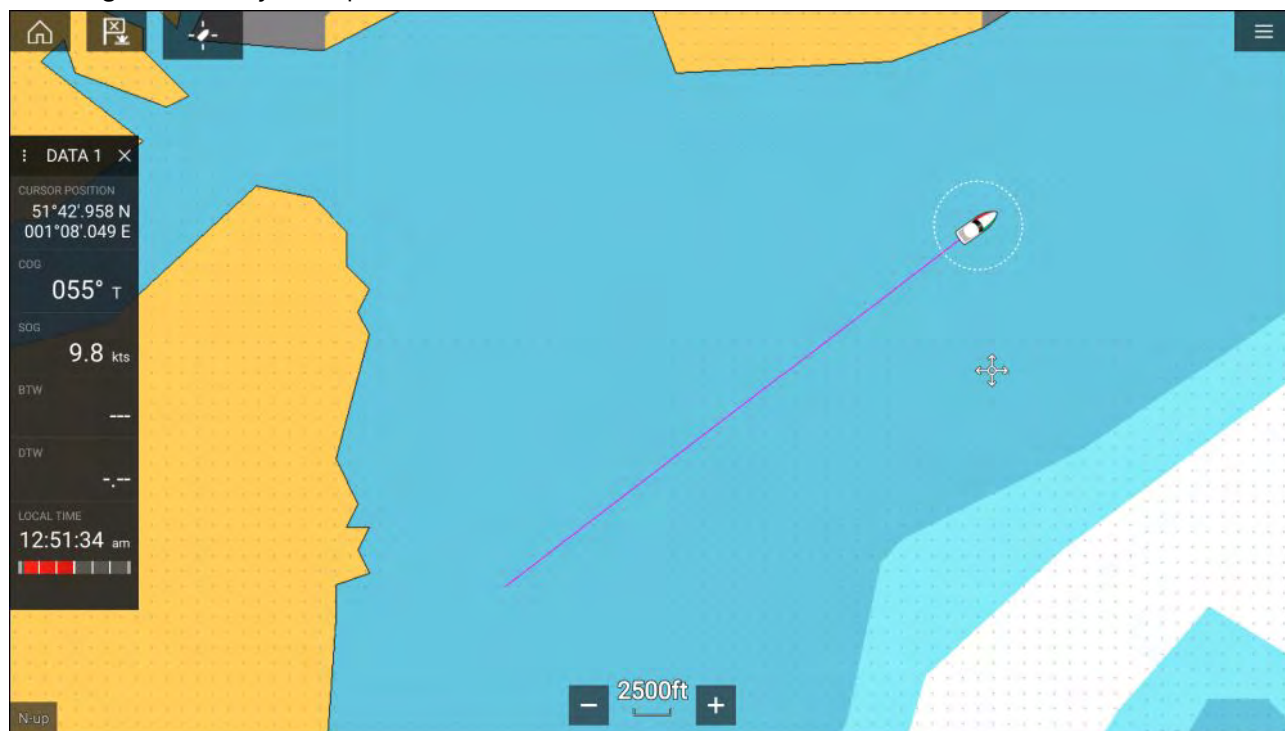 DATA 1
CURSOR POSITION
51°42'.958 N
001°08'.049 E
COG
055° T
SOG
9.8 kts
BTW
---
DTW
-.--
LOCAL TIME
12:51:34 am
N-up
− 2500ft +